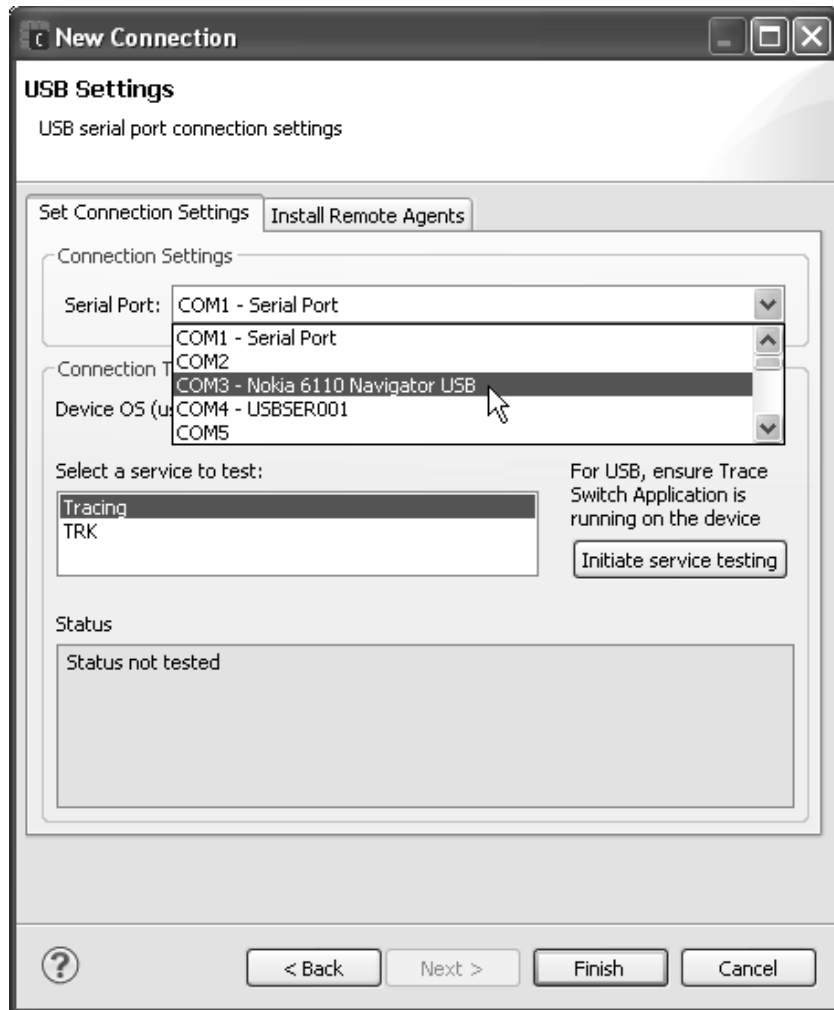 New Connection
USB Settings
USB serial port connection settings
Set Connection Settings
Install Remote Agents
Connection Settings
Serial Port:
COM1 - Serial Port
COM1 - Serial Port
COM2
COM3 - Nokia 6110 Navigator USB
COM4 - USBSER001
COM5
Connection T
Device OS (u
Select a service to test:
Tracing
TRK
For USB, ensure Trace
Switch Application is
running on the device
Initiate service testing
Status
Status not tested
?
< Back
Next >
Finish
Cancel